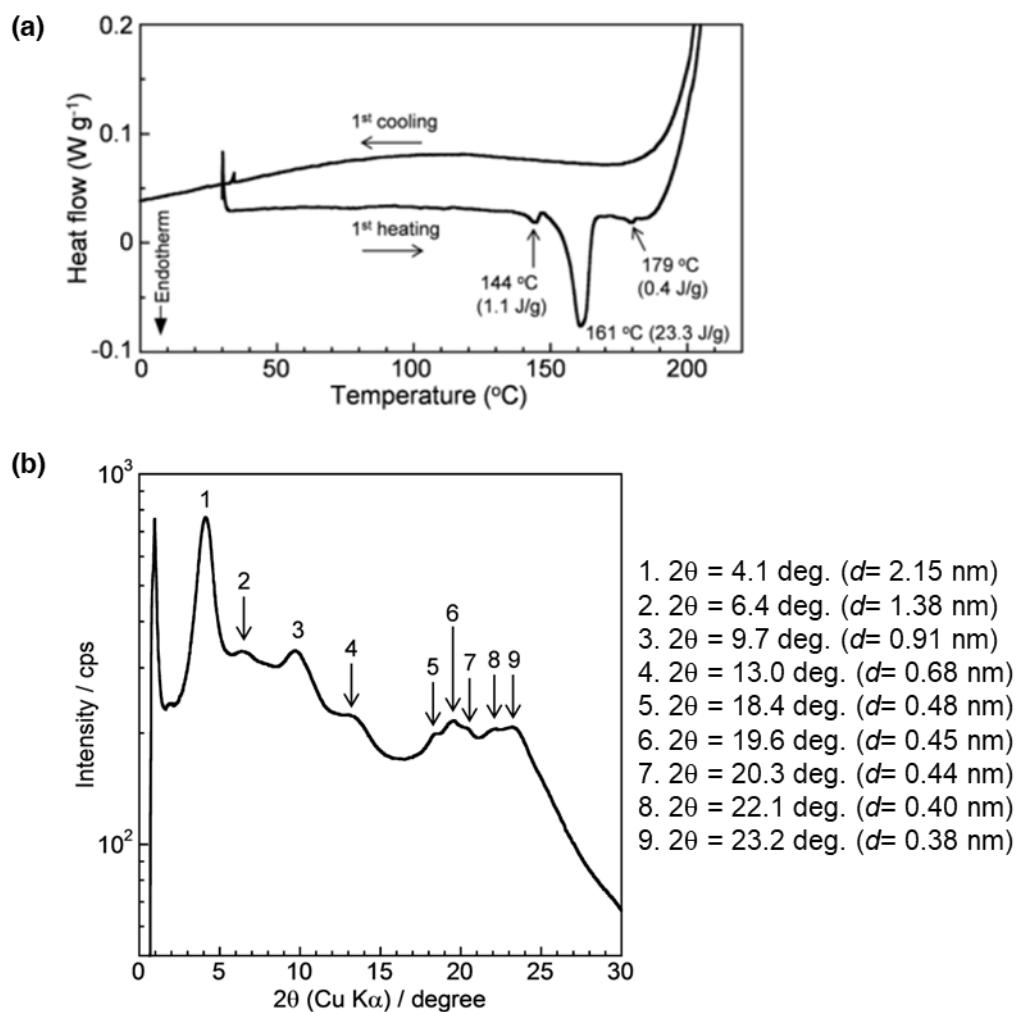 (a)
0.2
0.1
0
-0.1
Heat flow (W g⁻¹)
1ˢᵗ cooling
1ˢᵗ heating
Endotherm
144 ºC
(1.1 J/g)
179 ºC
(0.4 J/g)
161 ºC (23.3 J/g)
0 50 100 150 200
Temperature (ºC)
(b)
10³
10²
Intensity / cps
1
2
3
4
5
6
7
8
9
0 5 10 15 20 25 30
2θ (Cu Kα) / degree
1. 2θ = 4.1 deg. (d= 2.15 nm)
2. 2θ = 6.4 deg. (d= 1.38 nm)
3. 2θ = 9.7 deg. (d= 0.91 nm)
4. 2θ = 13.0 deg. (d= 0.68 nm)
5. 2θ = 18.4 deg. (d= 0.48 nm)
6. 2θ = 19.6 deg. (d= 0.45 nm)
7. 2θ = 20.3 deg. (d= 0.44 nm)
8. 2θ = 22.1 deg. (d= 0.40 nm)
9. 2θ = 23.2 deg. (d= 0.38 nm)